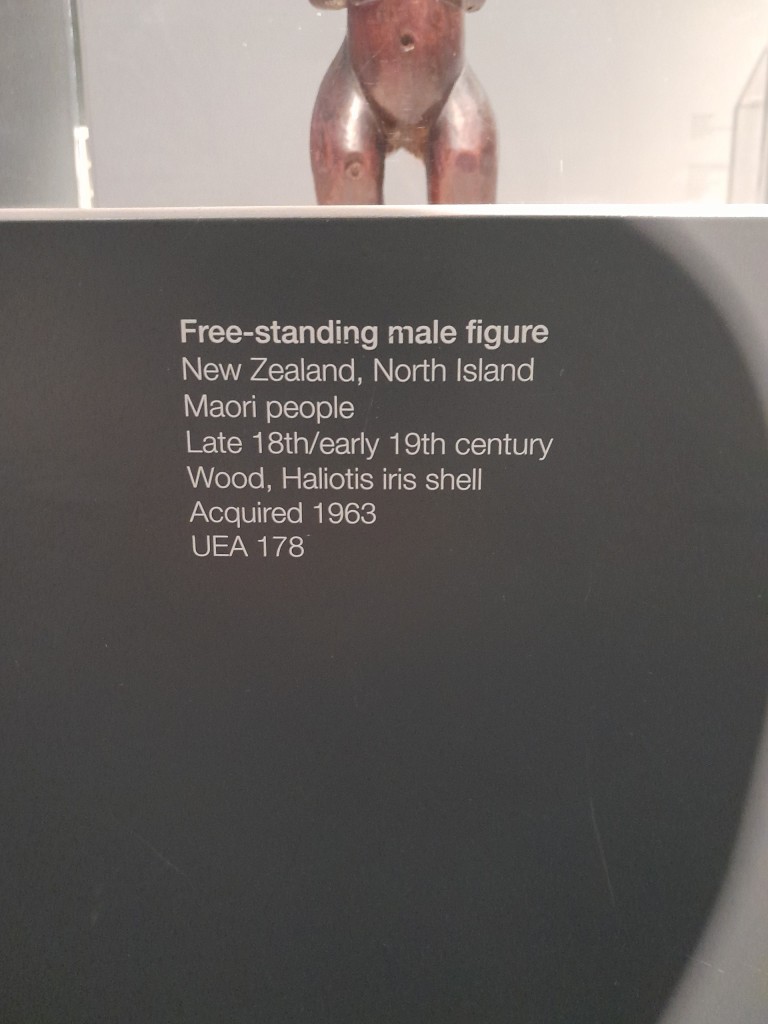 Free-standing male figure
New Zealand, North Island
Maori people
Late 18th/early 19th century
Wood, Haliotis iris shell
Acquired 1963
UEA 178